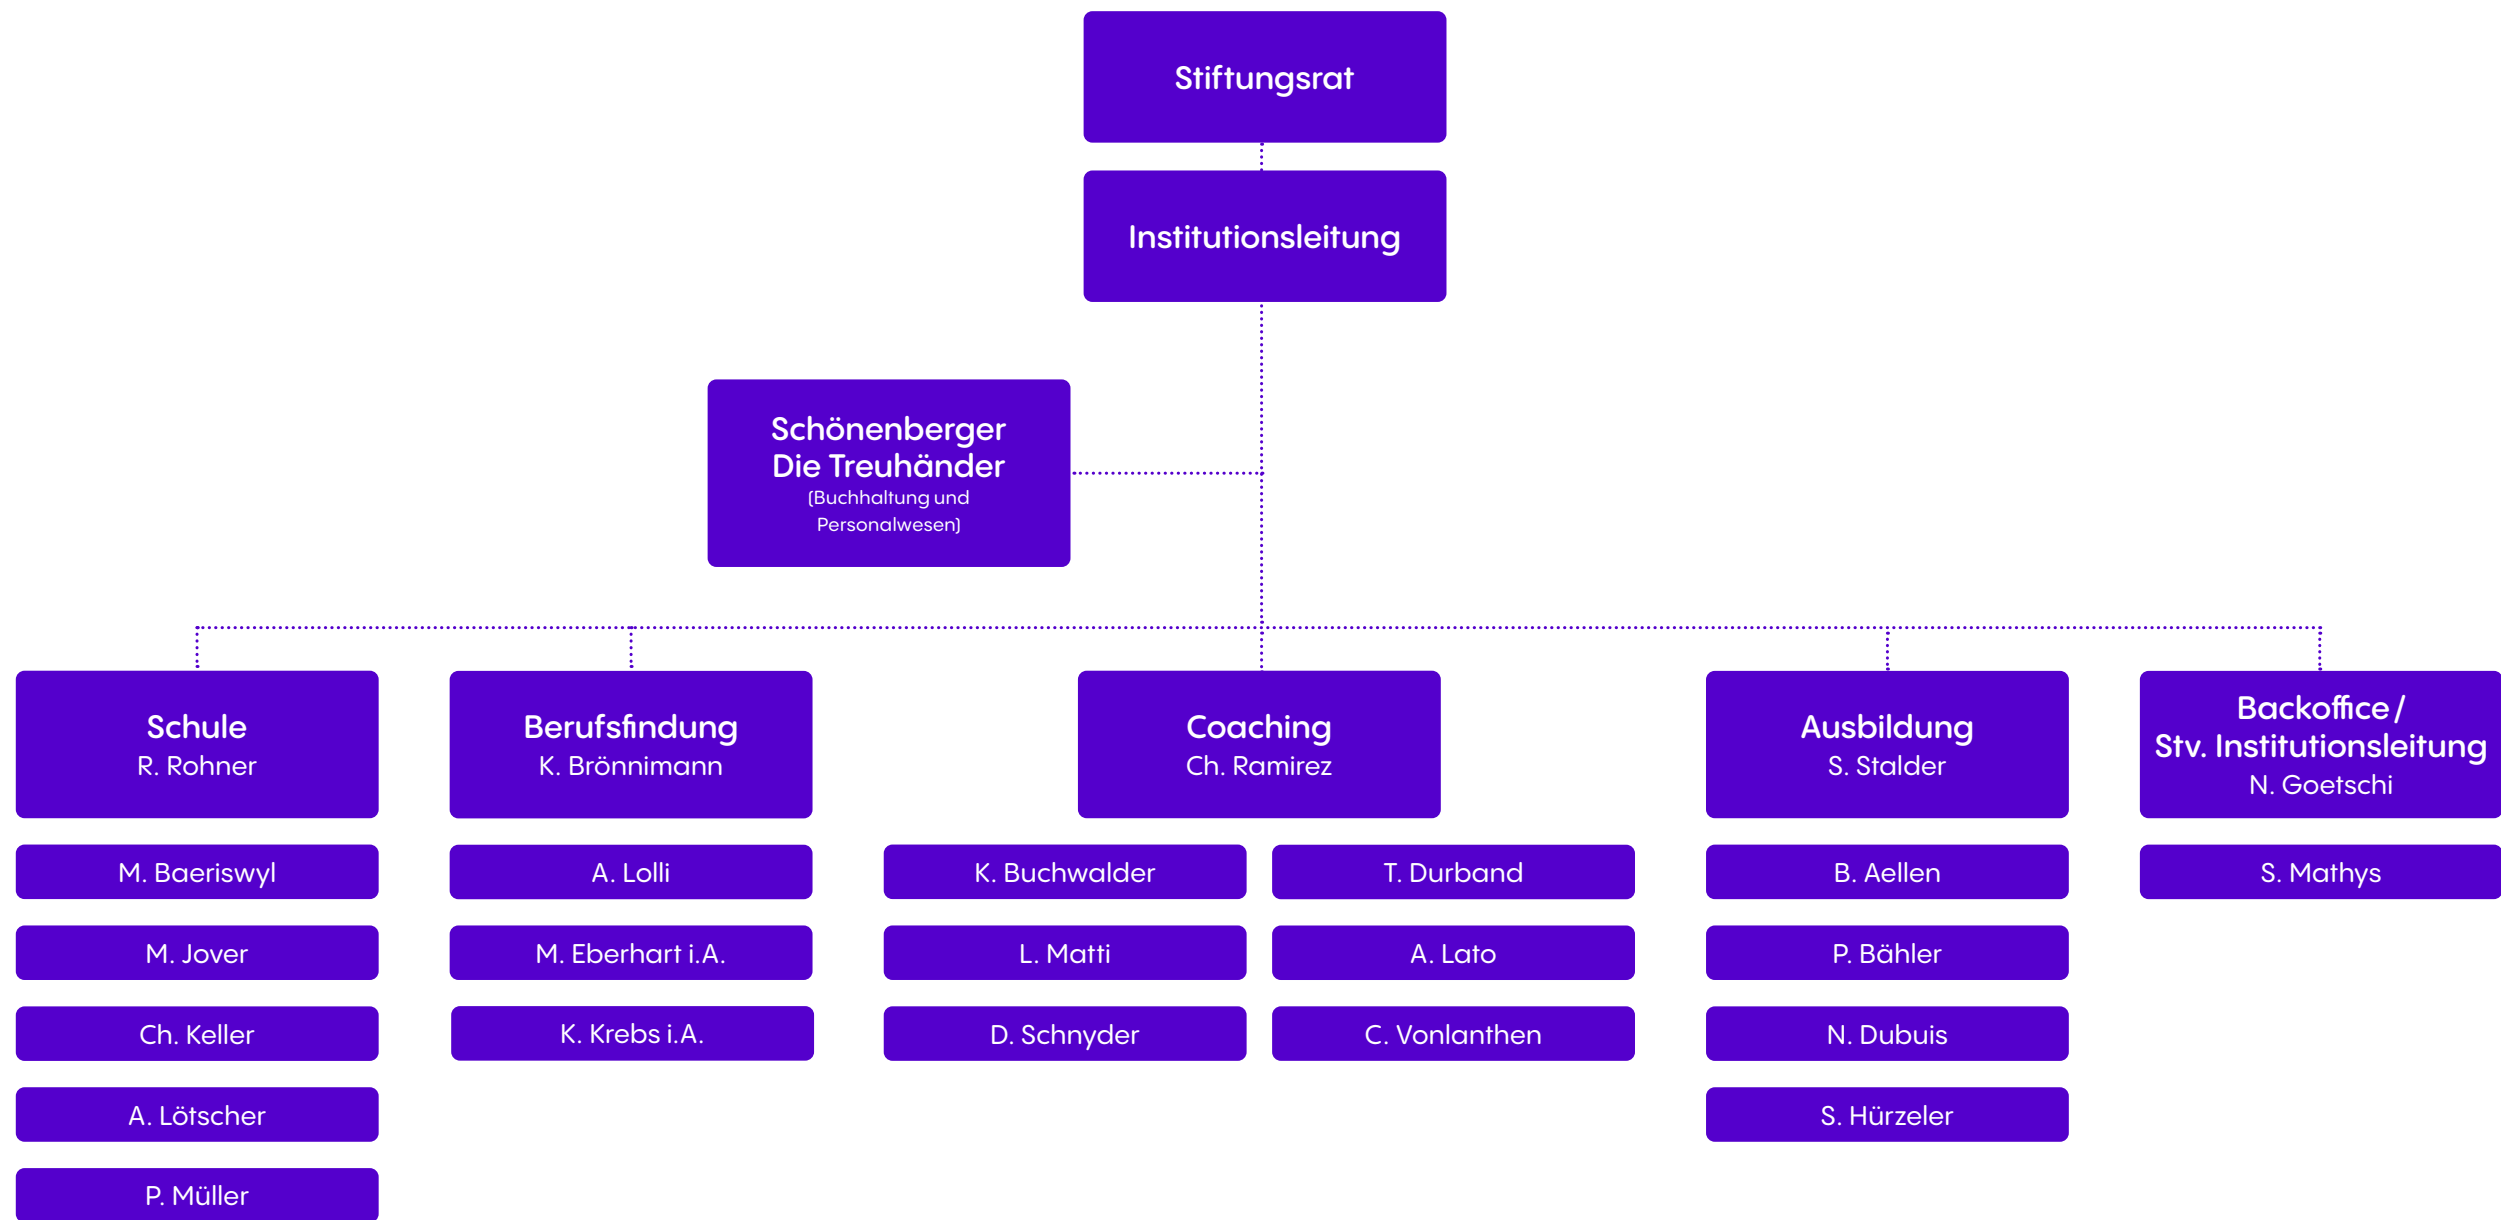 Stiftungsrat
Institutionsleitung
Schönenberger
Die Treuhänder
(Buchhaltung und
Personalwesen)
Schule
R. Rohner
M. Baeriswyl
M. Jover
Ch. Keller
A. Lötscher
P. Müller
Berufsfindung
K. Brönnimann
A. Lolli
M. Eberhart i.A.
K. Krebs i.A.
Coaching
Ch. Ramirez
K. Buchwalder
L. Matti
D. Schnyder
T. Durband
A. Lato
C. Vonlanthen
Ausbildung
S. Stalder
B. Aellen
P. Bähler
N. Dubuis
S. Hürzeler
Backoffice /
Stv. Institutionsleitung
N. Goetschi
S. Mathys